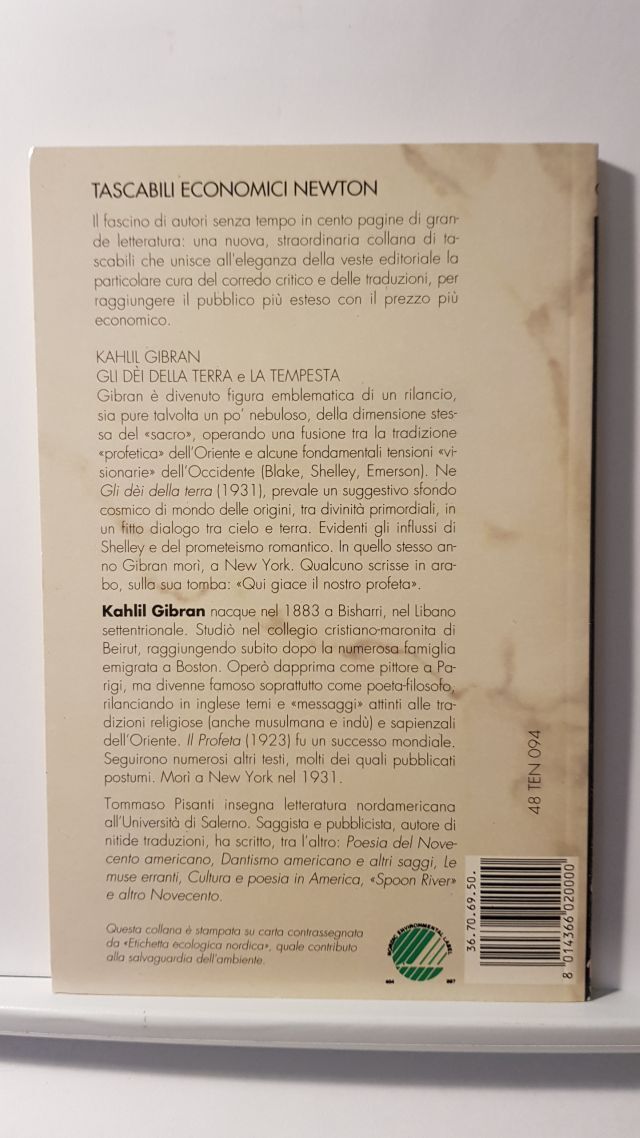 TASCABILI ECONOMICI NEWTON
Il fascino di autori senza tempo in cento pagine di gran-
de letteratura: una nuova, straordinaria collana di ta-
scabili che unisce all'eleganza della veste editoriale la
particolare cura del corredo critico e delle traduzioni, per
raggiungere il pubblico più esteso con il prezzo più
economico.
KAHLIL GIBRAN
GLI DÈI DELLA TERRA e LA TEMPESTA
Gibran è divenuto figura emblematica di un rilancio,
sia pure talvolta un po' nebuloso, della dimensione stes-
sa del «sacro», operando una fusione tra la tradizione
«profetica» dell'Oriente e alcune fondamentali tensioni «vi-
sionarie» dell'Occidente (Blake, Shelley, Emerson). Ne
Gli dèi della terra (1931), prevale un suggestivo sfondo
cosmico di mondo delle origini, tra divinità primordiali, in
un fitto dialogo tra cielo e terra. Evidenti gli influssi di
Shelley e del prometeismo romantico. In quello stesso an-
no Gibran morì, a New York. Qualcuno scrisse in ara-
bo, sulla sua tomba: «Qui giace il nostro profeta».
Kahlil Gibran nacque nel 1883 a Bisharri, nel Libano
settentrionale. Studiò nel collegio cristiano-maronita di
Beirut, raggiungendo subito dopo la numerosa famiglia
emigrata a Boston. Operò dapprima come pittore a Pa-
rigi, ma divenne famoso soprattutto come poeta-filosofo,
rilanciando in inglese temi e «messaggi» attinti alle tra-
dizioni religiose (anche musulmana e indù) e sapienzali
dell'Oriente. Il Profeta (1923) fu un successo mondiale.
Seguirono numerosi altri testi, molti dei quali pubblicati
postumi. Morì a New York nel 1931.
Tommaso Pisanti insegna letteratura nordamericana
all'Università di Salerno. Saggista e pubblicista, autore di
nitide traduzioni, ha scritto, tra l'altro: Poesia del Nove-
cento americano, Dantismo americano e altri saggi, Le
muse erranti, Cultura e poesia in America, «Spoon River»
e altro Novecento.
Questa collana è stampata su carta contrassegnata
da «Etichetta ecologica nordica», quale contributo
alla salvaguardia dell'ambiente.
NORDIC ENVIRONMENTAL LABEL
48 TEN 094
36.70.69.50.
8 014366 020000